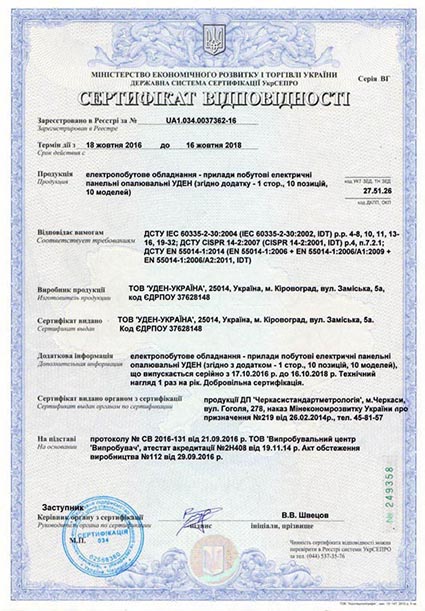 МІНІСТЕРСТВО ЕКОНОМІЧНОГО РОЗВИТКУ І ТОРГІВЛІ УКРАЇНИ
ДЕРЖАВНА СИСТЕМА СЕРТИФІКАЦІЇ УкрСЕПРО
Серія ВГ
СЕРТИФІКАТ ВІДПОВІДНОСТІ
Зареєстровано в Реєстрі за № UA1.034.0037362-16
Зарегистрирован в Реестре
Термін дії з 18 жовтня 2016 до 16 жовтня 2018
Срок действия с
Продукція електропобутове обладнання - прилади побутові електричні
Продукция панельні опалювальні УДЕН (згідно додатку - 1 стор., 10 позицій,
10 моделей)
код УКТ ЗЕД, ТН ЗЕД
27.51.26
код ДКПП, ОКП
Відповідає вимогам ДСТУ IEC 60335-2-30:2004 (IEC 60335-2-30:2002, IDT) р.р. 4-8, 10, 11, 13-
Соответствует требованиям 16, 19-32; ДСТУ CISPR 14-2:2007 (CISPR 14-2:2001, IDT) р.4, п.7.2.1;
ДСТУ EN 55014-1:2014 (EN 55014-1:2006 + EN 55014-1:2006/A1:2009 +
EN 55014-1:2006/A2:2011, IDT)
Виробник продукції ТОВ 'УДЕН-УКРАЇНА', 25014, Україна, м. Кіровоград, вул. Заміська, 5а,
Изготовитель продукции код ЄДРПОУ 37628148
Сертифікат видано ТОВ 'УДЕН-УКРАЇНА', 25014, Україна, м. Кіровоград, вул. Заміська, 5а.
Сертификат выдан Код ЄДРПОУ 37628148
Додаткова інформація електропобутове обладнання - прилади побутові електричні панельні
Дополнительная информация опалювальні УДЕН (згідно з додатком - 1 стор., 10 позицій, 10 моделей),
що випускається серійно з 17.10.2016 р. до 16.10.2018 р. Технічний
нагляд 1 раз на рік. Добровільна сертифікація.
Сертифікат видано органом з сертифікації продукції ДП 'Черкасистандартметрологія', м.Черкаси,
Сертификат выдан органом по сертификации вул. Гоголя, 278, наказ Мінекономрозвитку України про
призначення №219 від 26.02.2014р., тел. 45-81-57
На підставі протоколу № СВ 2016-131 від 21.09.2016 р. ТОВ 'Випробувальний центр
На основании 'Випробувач', атестат акредитації №2Н408 від 19.11.14 р. Акт обстеження
виробництва №112 від 29.09.2016 р.
№ 249358
Заступник
Керівник органу з сертифікації В.В. Швецов
Руководитель органа по сертификации підпис ініціали, прізвище
М.П.
СЕРТИФІКАЦІЯ
034
02568360
Чинність сертифіката відповідності можна
перевірити в Реєстрі системи УкрСЕПРО
за тел. (044) 537-35-76